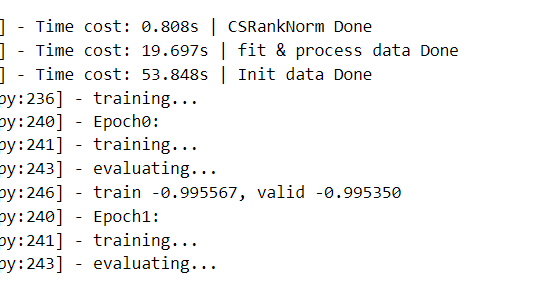 ] - Time cost: 0.808s | CSRankNorm Done
] - Time cost: 19.697s | fit & process data Done
] - Time cost: 53.848s | Init data Done
py:236] - training...
py:240] - Epoch0:
py:241] - training...
py:243] - evaluating...
py:246] - train -0.995567, valid -0.995350
py:240] - Epoch1:
py:241] - training...
py:243] - evaluating...